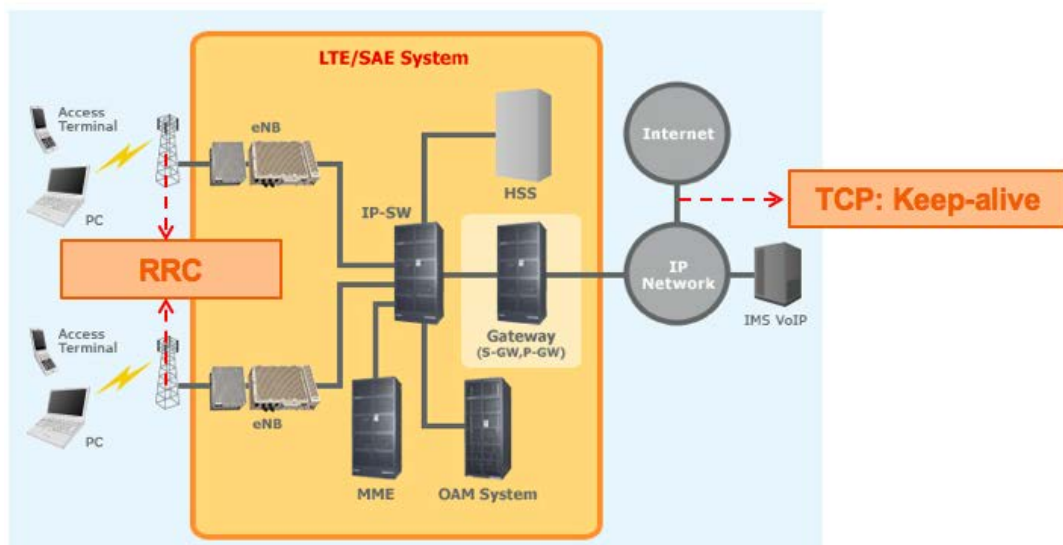 LTE/SAE System
Access
Terminal
eNB
PC
HSS
Internet
IP-SW
TCP: Keep-alive
RRC
IP
Network
IMS VoIP
Gateway
(S-GW,P-GW)
Access
Terminal
PC
eNB
MME
OAM System